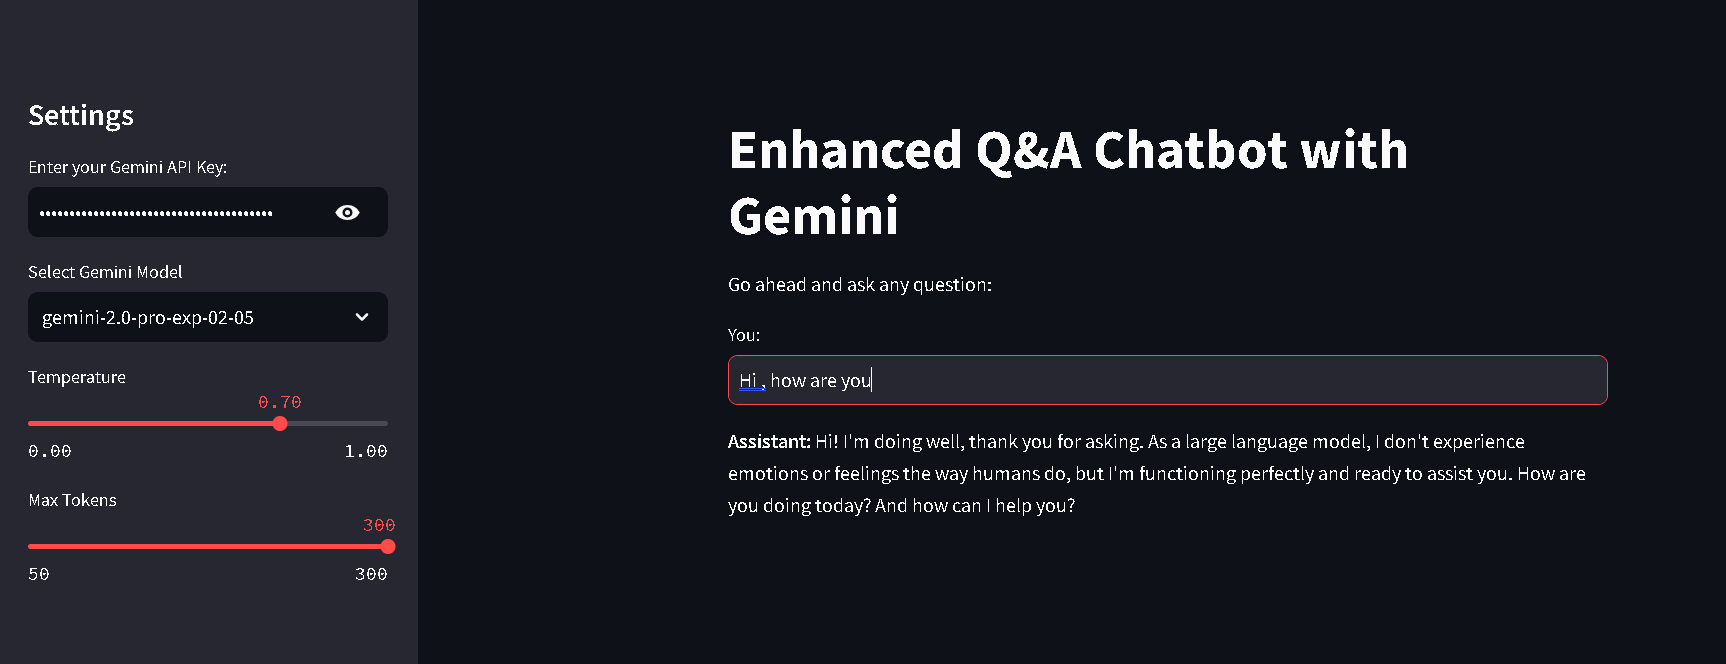 Settings
Enter your Gemini API Key:
••••••••••••••••••••••••••••••••••••••••
Select Gemini Model
gemini-2.0-pro-exp-02-05
Temperature
0.70
0.00 1.00
Max Tokens
300
50 300
Enhanced Q&A Chatbot with
Gemini
Go ahead and ask any question:
You:
Hi , how are you
Assistant: Hi! I'm doing well, thank you for asking. As a large language model, I don't experience
emotions or feelings the way humans do, but I'm functioning perfectly and ready to assist you. How are
you doing today? And how can I help you?